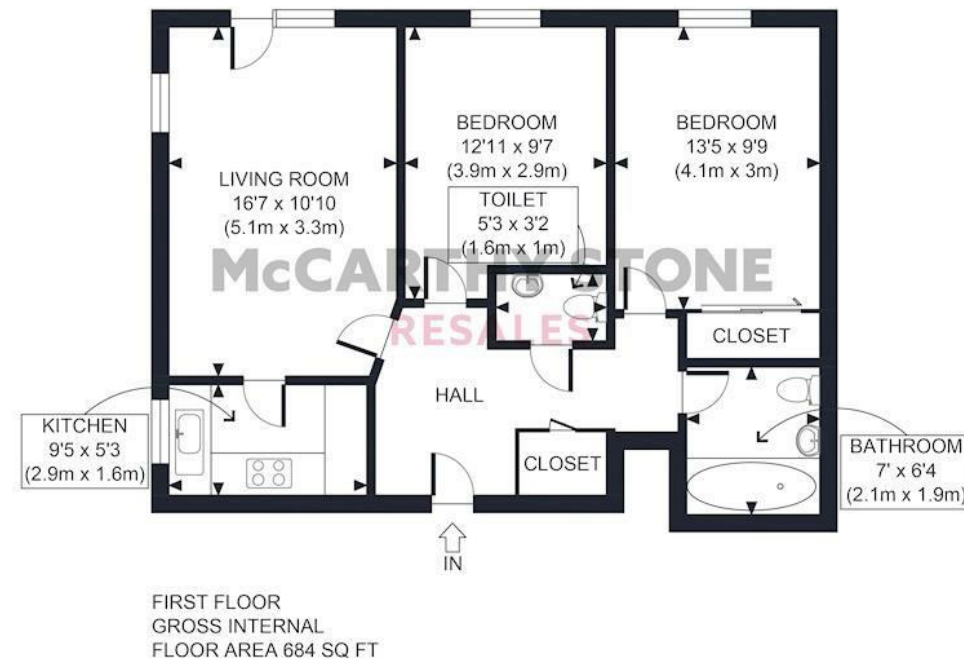 BEDROOM
12'11 x 9'7
(3.9m x 2.9m)
BEDROOM
13'5 x 9'9
(4.1m x 3m)
LIVING ROOM
16'7 x 10'10
(5.1m x 3.3m)
TOILET
5'3 x 3'2
(1.6m x 1m)
McCARTHY STONE
RESALES
CLOSET
HALL
KITCHEN
9'5 x 5'3
(2.9m x 1.6m)
CLOSET
BATHROOM
7' x 6'4
(2.1m x 1.9m)
IN
FIRST FLOOR
GROSS INTERNAL
FLOOR AREA 684 SQ FT